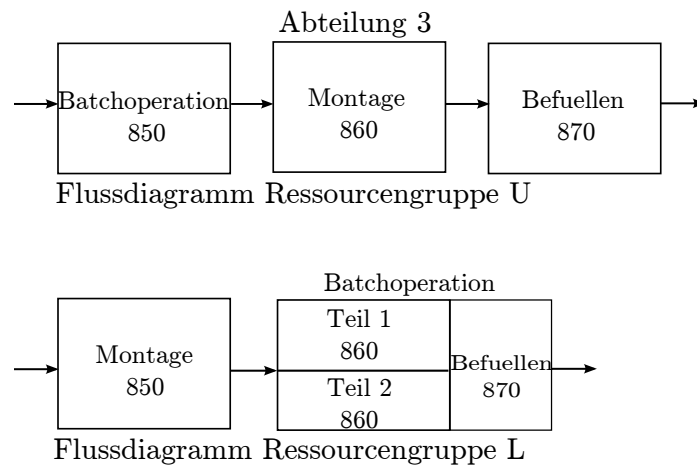 Abteilung 3
Batchoperation
850
Montage
860
Befuellen
870
Flussdiagramm Ressourcengruppe U
Batchoperation
Montage
850
Teil 1
860
Teil 2
860
Befuellen
870
Flussdiagramm Ressourcengruppe L